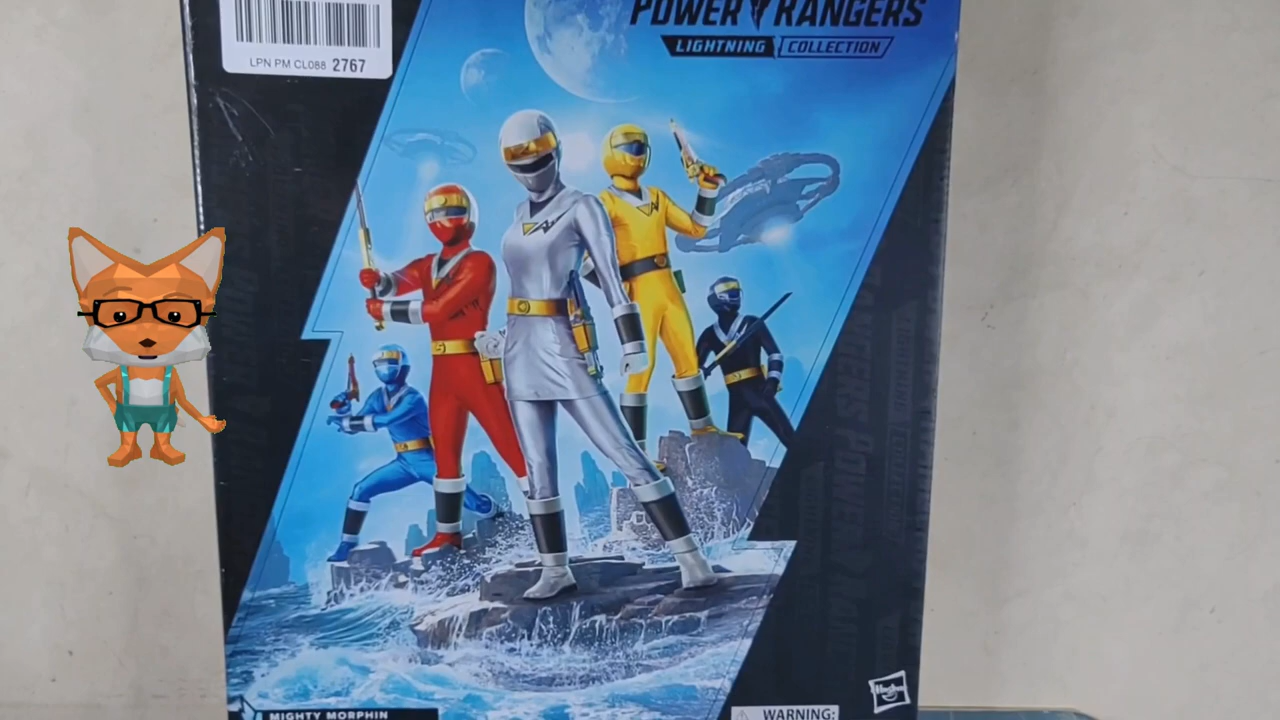 LPN PM CL088 2767
POWER RANGERS
LIGHTNING COLLECTION
MIGHTY MORPHIN
WARNING:
Hasbro